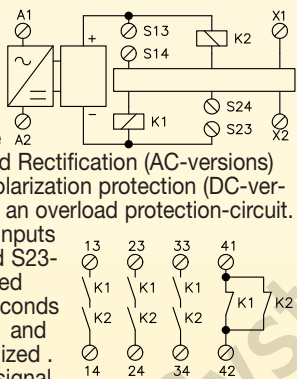 A1
X1
+
S13
K2
S14
~
S24
K1
−
S23
A2
X2
d Rectification (AC-versions)
olarization protection (DC-ver-
an overload protection-circuit.
nputs
d S23-
ed
conds
and
ized .
signal
13 23 33 41
K1 K1 K1 K1 K2
K2 K2 K2
14 24 34 42